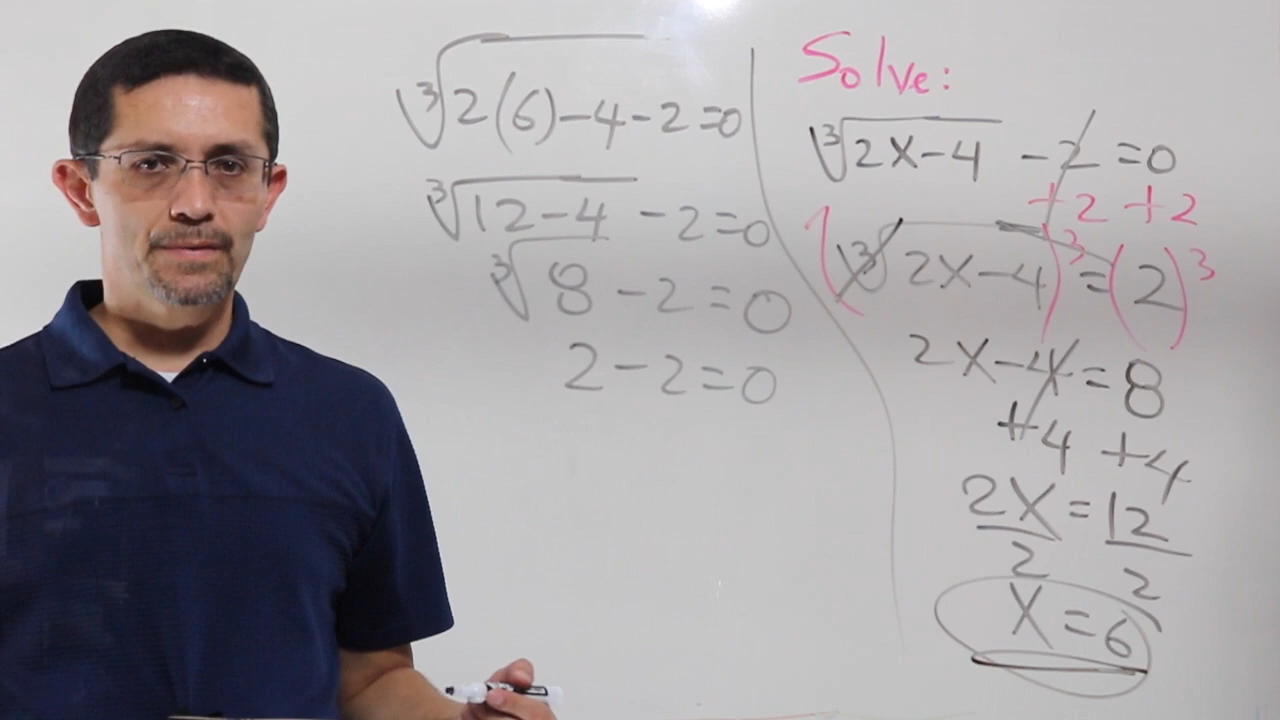 ∛2(6)-4-2=0
∛12-4 -2=0
∛8 -2=0
2-2=0
Solve:
∛2X-4 -2=0
+2 +2
(∛2X-4)³=(2)³
2X-4=8
+4 +4
2X=12
2 2
X=6